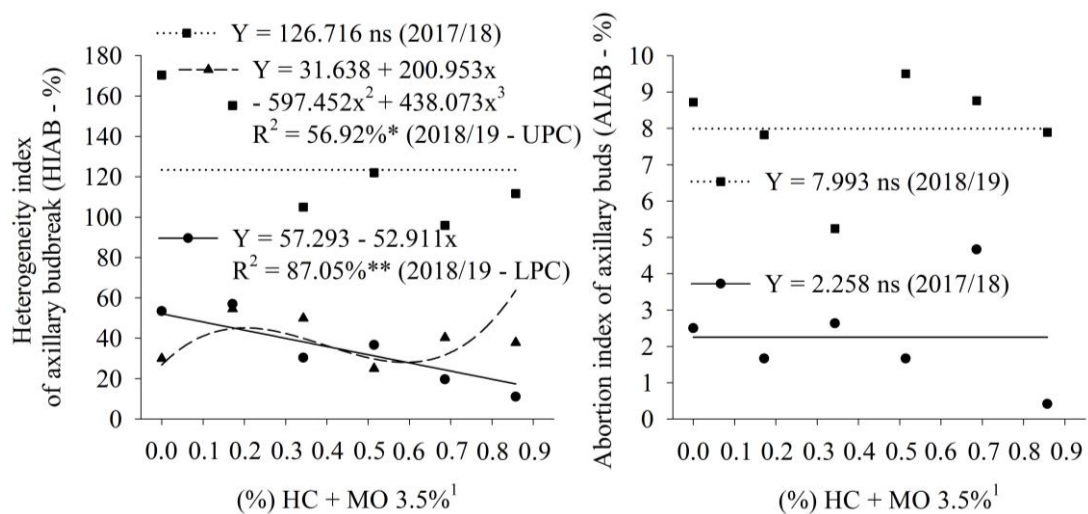 Y = 126.716 ns (2017/18)
Y = 31.638 + 200.953x
- 597.452x² + 438.073x³
R² = 56.92%* (2018/19 - UPC)
Y = 57.293 - 52.911x
R² = 87.05%** (2018/19 - LPC)
Heterogeneity index
of axillary budbreak (HIAB - %)
180
160
140
120
100
80
60
40
20
0
0.0 0.1 0.2 0.3 0.4 0.5 0.6 0.7 0.8 0.9
(%) HC + MO 3.5%¹
Abortion index of axillary buds (AIAB - %)
10
9
8
7
6
5
4
3
2
1
0
Y = 7.993 ns (2018/19)
Y = 2.258 ns (2017/18)
0.0 0.1 0.2 0.3 0.4 0.5 0.6 0.7 0.8 0.9
(%) HC + MO 3.5%¹